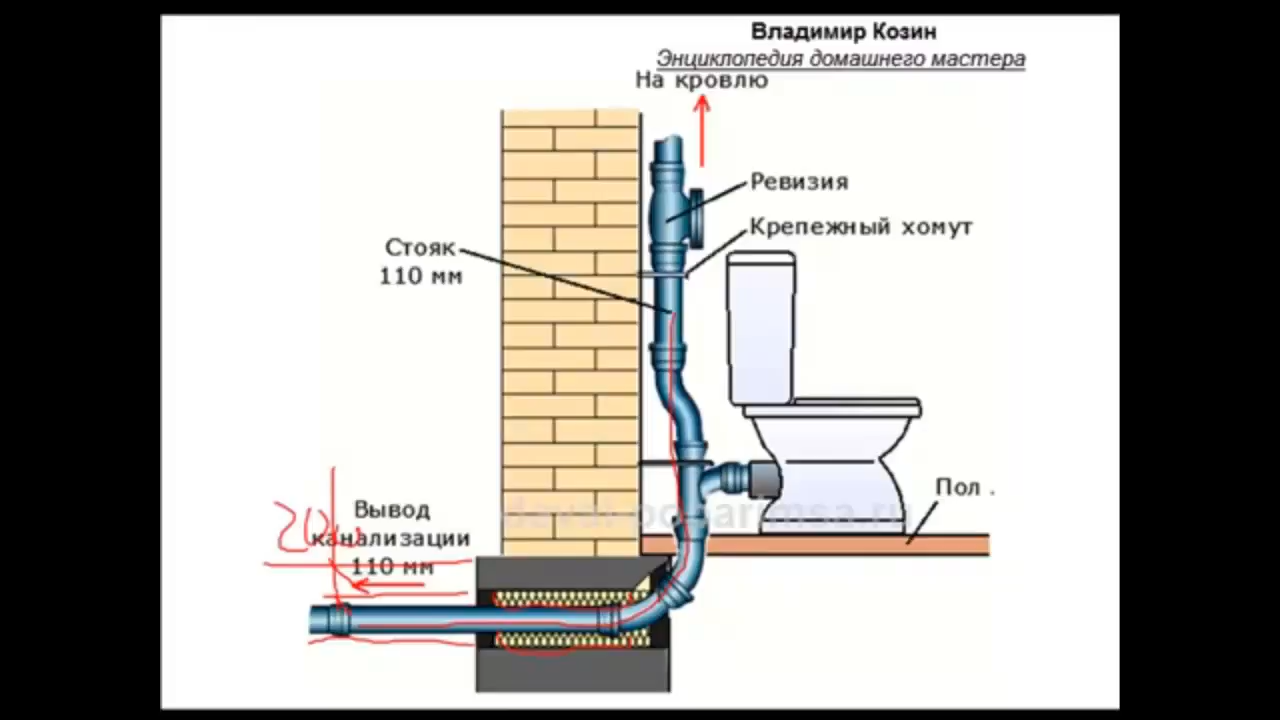 Владимир Козин
Энциклопедия домашнего мастера
На кровлю
Ревизия
Крепежный хомут
Стояк
110 мм
Пол .
Вывод
канализации
110 мм